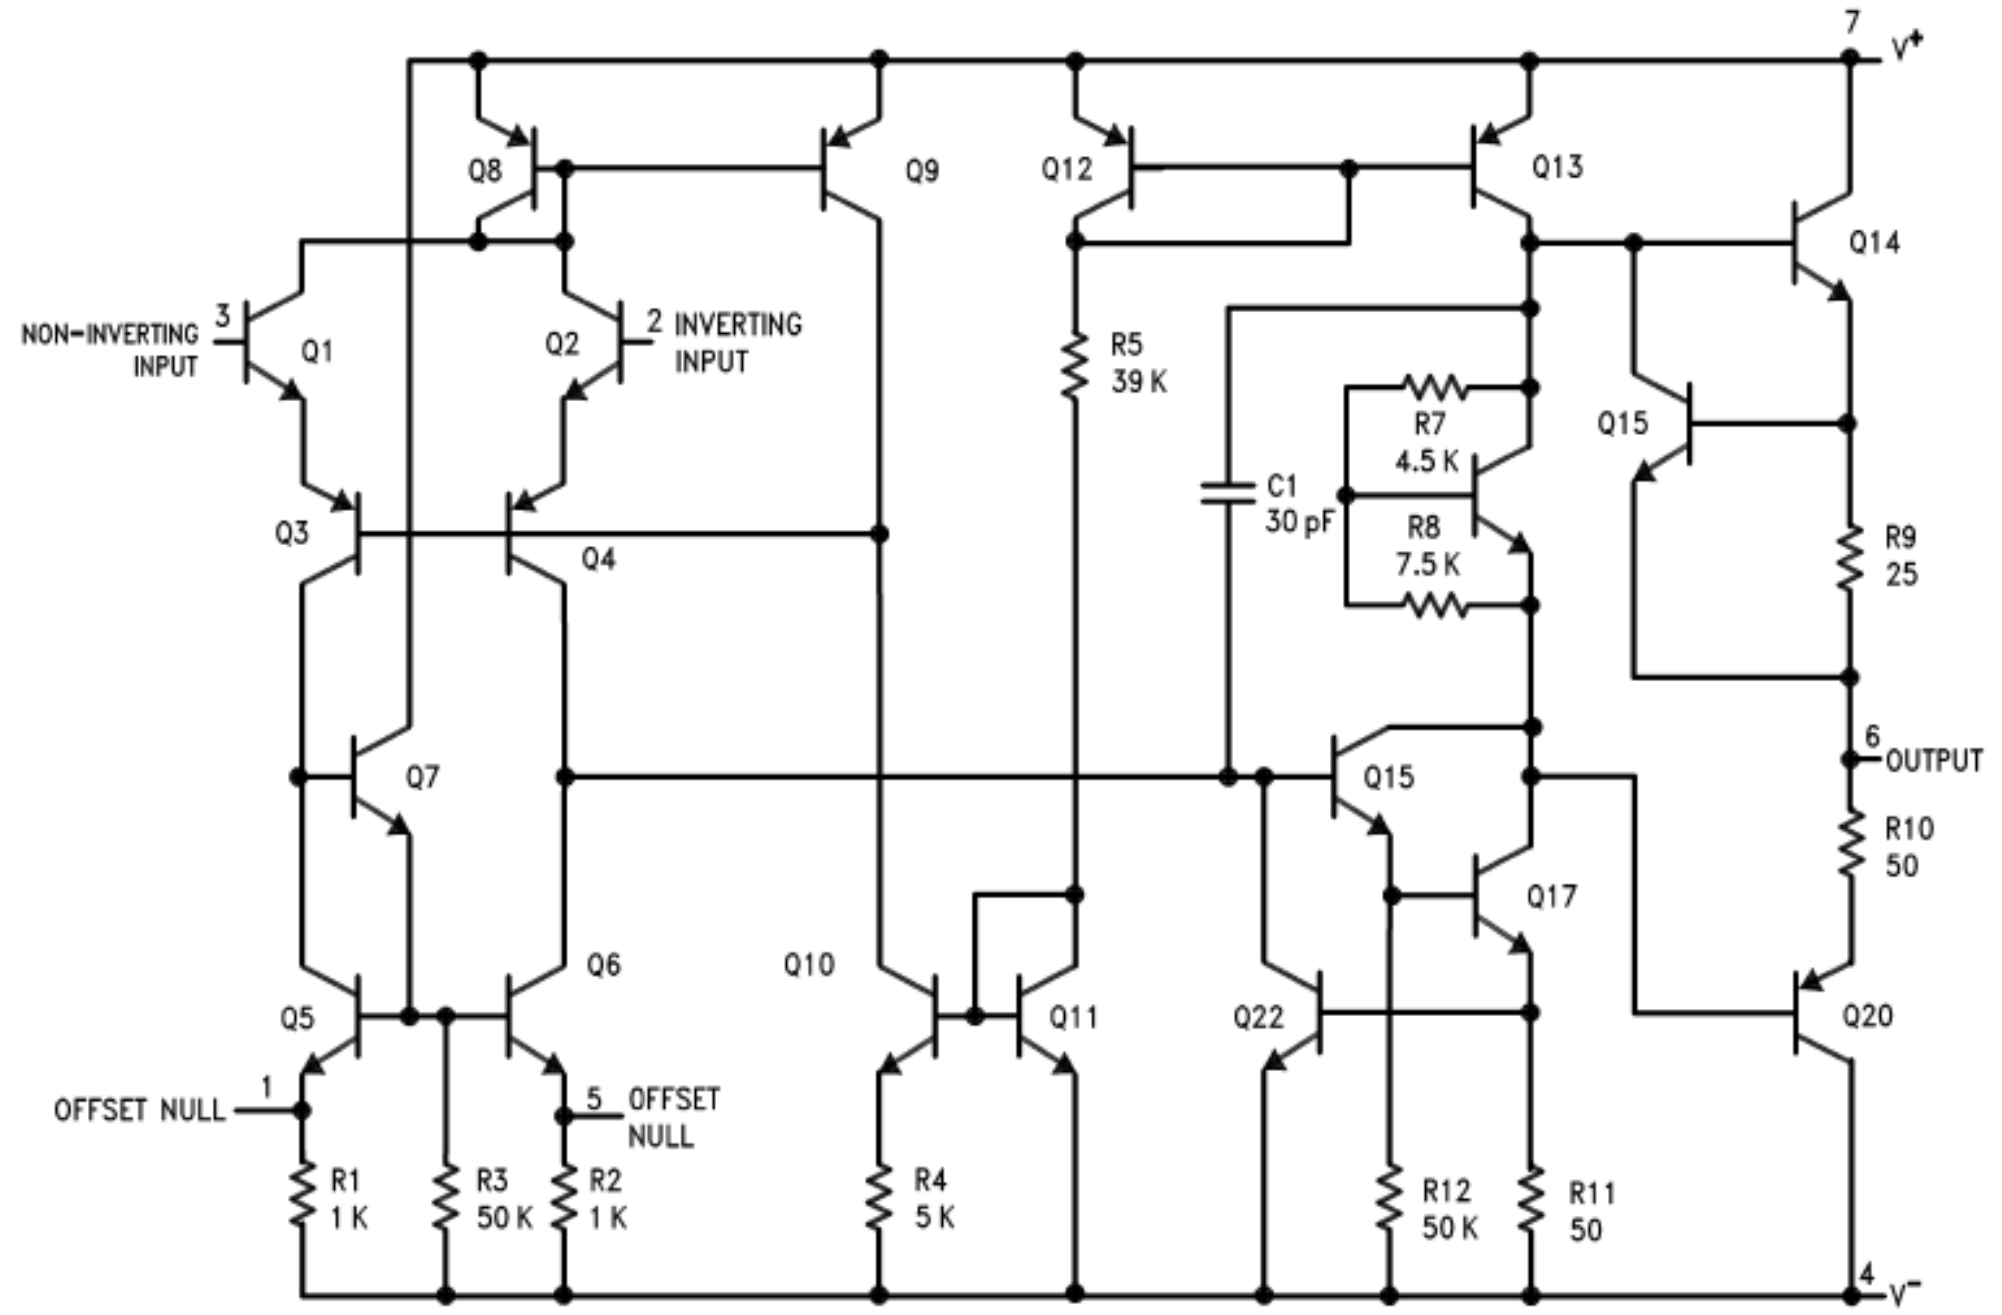 7
V+
Q8
Q9
Q12
Q13
Q14
3
NON-INVERTING
INPUT
Q1
Q2
2 INVERTING
INPUT
R5
39 K
R7
4.5 K
Q15
C1
30 pF
R8
7.5 K
R9
25
Q3
Q4
Q7
Q15
6
OUTPUT
R10
50
Q17
Q6
Q10
Q5
Q11
Q22
Q20
1
OFFSET NULL
5 OFFSET
NULL
R1
1 K
R3
50 K
R2
1 K
R4
5 K
R12
50 K
R11
50
4
V-